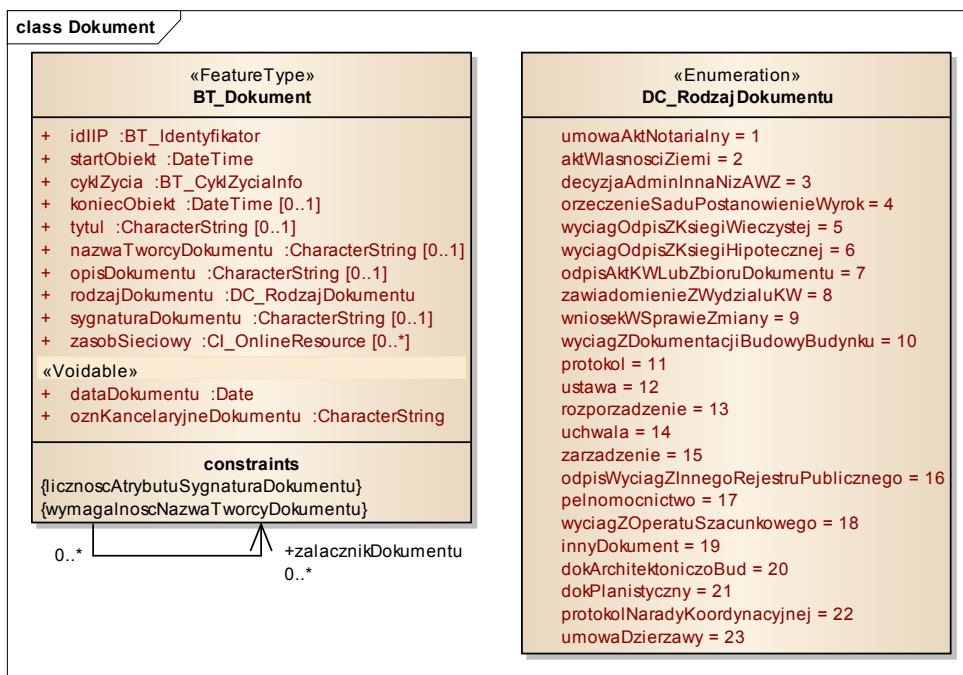 class Dokument
«FeatureType»
BT_Dokument
+ idIIP :BT_Identyfikator
+ startObiekt :DateTime
+ cyklZycia :BT_CyklZyciaInfo
+ koniecObiekt :DateTime [0..1]
+ tytul :CharacterString [0..1]
+ nazwaTworcyDokumentu :CharacterString [0..1]
+ opisDokumentu :CharacterString [0..1]
+ rodzajDokumentu :DC_RodzajDokumentu
+ sygnaturaDokumentu :CharacterString [0..1]
+ zasobSieciowy :CI_OnlineResource [0..*]
«Voidable»
+ dataDokumentu :Date
+ oznKancelaryjneDokumentu :CharacterString
constraints
{licznoscAtrybutuSygnaturaDokumentu}
{wymagalnoscNazwaTworcyDokumentu}
0..*
+zalacznikDokumentu
0..*
«Enumeration»
DC_RodzajDokumentu
umowaAktNotarialny = 1
aktWlasnosciZiemi = 2
decyzjaAdminInnaNizAWZ = 3
orzeczenieSaduPostanowienieWyrok = 4
wyciagOdpisZKsiegiWieczystej = 5
wyciagOdpisZKsiegiHipotecznej = 6
odpisAktKWLubZbioruDokumentu = 7
zawiadomienieZWydzialuKW = 8
wniosekWSprawieZmiany = 9
wyciagZDokumentacjiBudowyBudynku = 10
protokol = 11
ustawa = 12
rozporzadzenie = 13
uchwala = 14
zarzadzenie = 15
odpisWyciagZInnegoRejestruPublicznego = 16
pelnomocnictwo = 17
wyciagZOperatuSzacunkowego = 18
innyDokument = 19
dokArchitektoniczoBud = 20
dokPlanistyczny = 21
protokolNaradyKoordynacyjnej = 22
umowaDzierzawy = 23